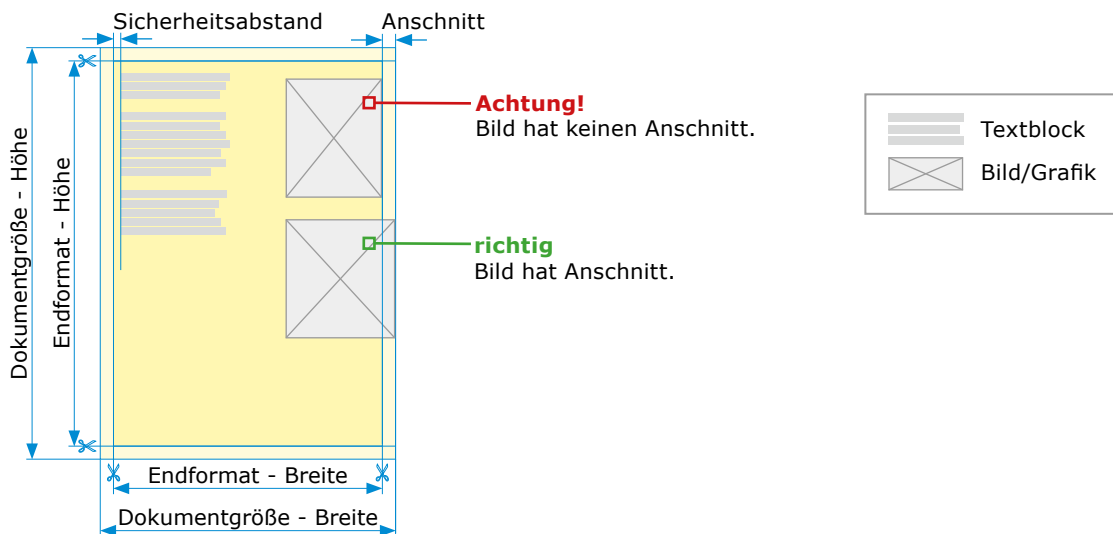 Sicherheitsabstand
Anschnitt
Dokumentgröße - Höhe
Endformat - Höhe
Achtung!
Bild hat keinen Anschnitt.
richtig
Bild hat Anschnitt.
Textblock
Bild/Grafik
Endformat - Breite
Dokumentgröße - Breite